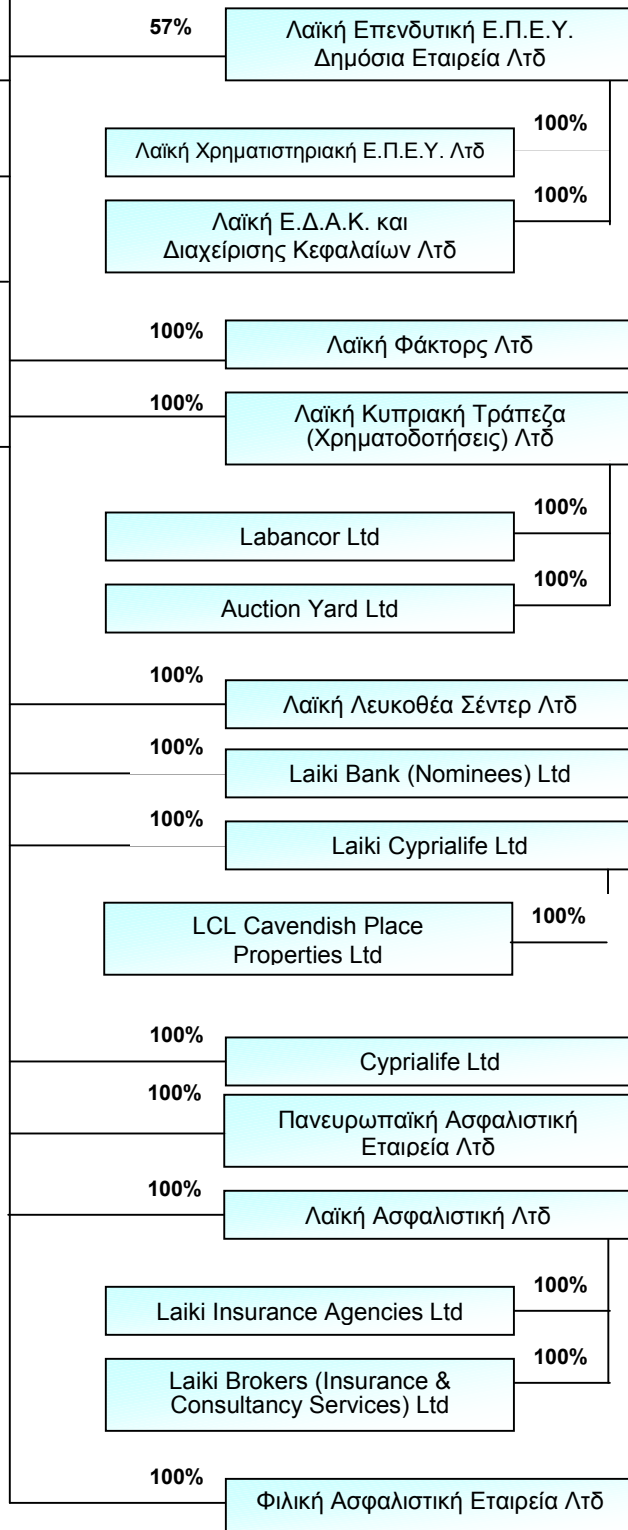 57%
Λαϊκή Επενδυτική Ε.Π.Ε.Υ.
Δημόσια Εταιρεία Λτδ
100%
Λαϊκή Χρηματιστηριακή Ε.Π.Ε.Υ. Λτδ
100%
Λαϊκή Ε.Δ.Α.Κ. και
Διαχείρισης Κεφαλαίων Λτδ
100%
Λαϊκή Φάκτορς Λτδ
100%
Λαϊκή Κυπριακή Τράπεζα
(Χρηματοδοτήσεις) Λτδ
100%
Labancor Ltd
100%
Auction Yard Ltd
100%
Λαϊκή Λευκοθέα Σέντερ Λτδ
100%
Laiki Bank (Nominees) Ltd
100%
Laiki Cyprialife Ltd
LCL Cavendish Place
Properties Ltd
100%
100%
Cyprialife Ltd
100%
Πανευρωπαϊκή Ασφαλιστική
Εταιρεία Λτδ
100%
Λαϊκή Ασφαλιστική Λτδ
100%
Laiki Insurance Agencies Ltd
100%
Laiki Brokers (Insurance &
Consultancy Services) Ltd
100%
Φιλική Ασφαλιστική Εταιρεία Λτδ